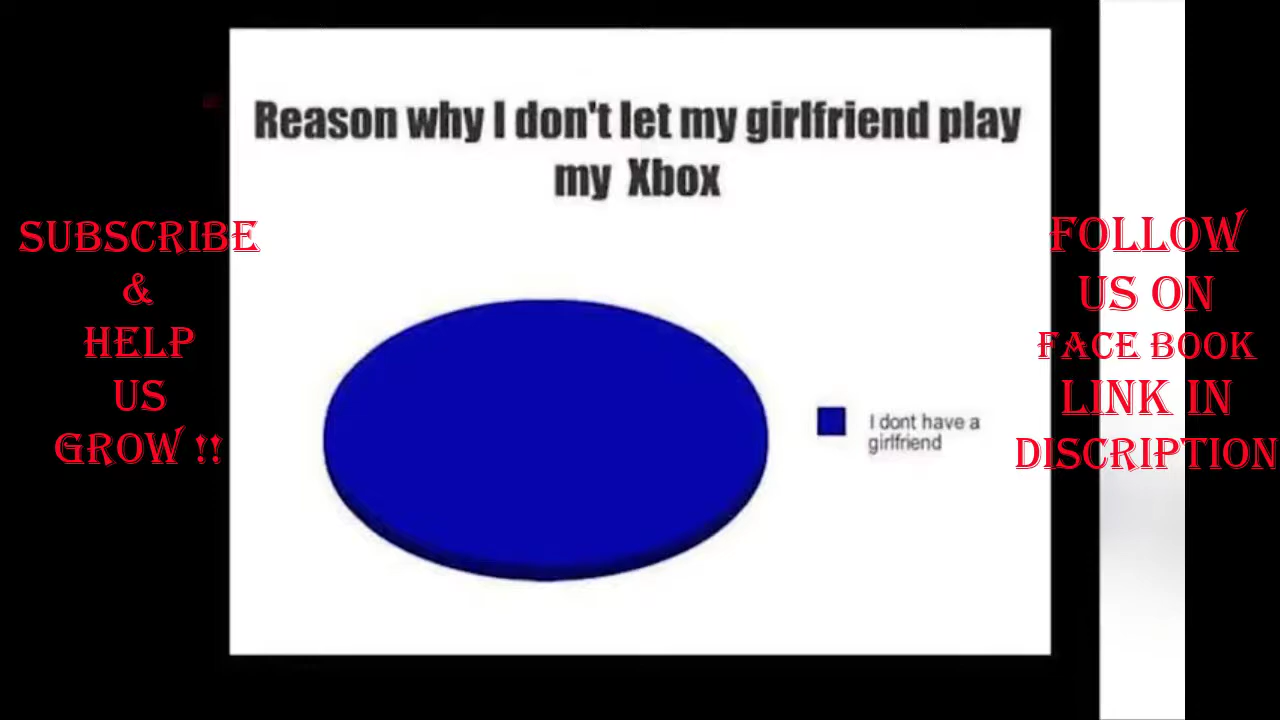 Reason why I don't let my girlfriend play
my Xbox
SUBSCRIBE
&
HELP
US
GROW !!
I dont have a
girlfriend
FOLLOW
US ON
FACE BOOK
LINK IN
DISCRIPTION